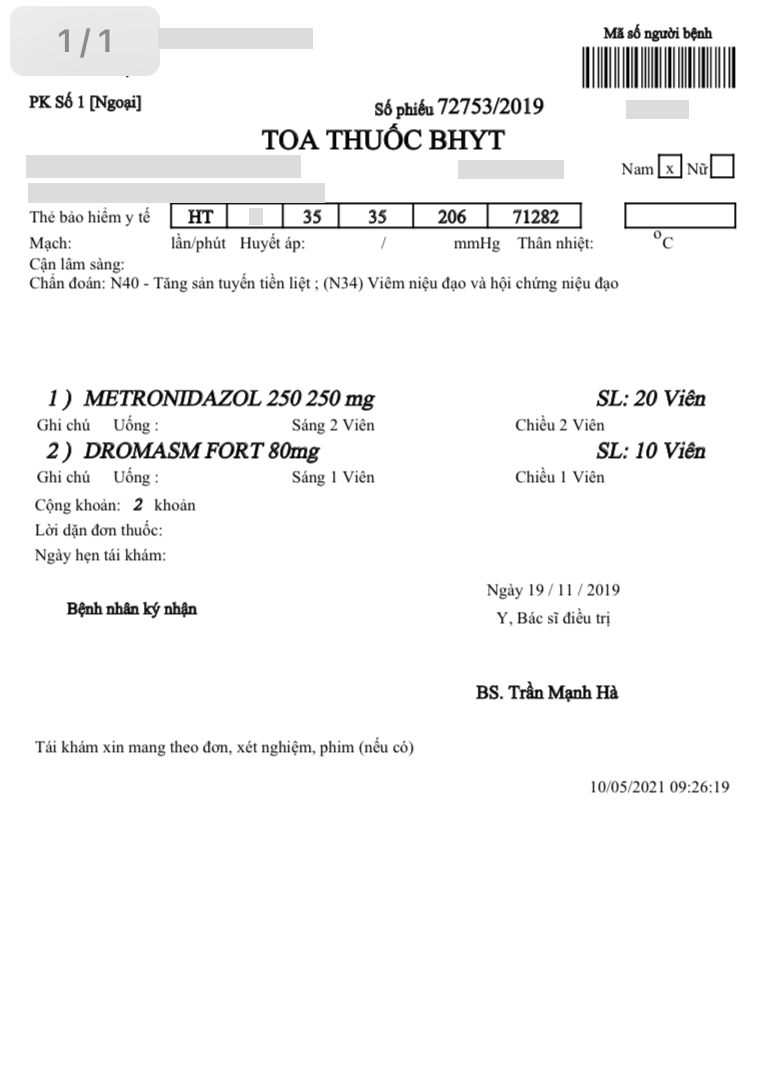 1/1
Mã số người bệnh
PK Số 1 [Ngoại]
Số phiếu 72753/2019
TOA THUỐC BHYT
Nam x Nữ
Thẻ bảo hiểm y tế HT 35 35 206 71282
Mạch: lần/phút Huyết áp: / mmHg Thân nhiệt: °C
Cận lâm sàng:
Chẩn đoán: N40 - Tăng sản tuyến tiền liệt ; (N34) Viêm niệu đạo và hội chứng niệu đạo
1 ) METRONIDAZOL 250 250 mg SL: 20 Viên
Ghi chú Uống : Sáng 2 Viên Chiều 2 Viên
2 ) DROMASM FORT 80mg SL: 10 Viên
Ghi chú Uống : Sáng 1 Viên Chiều 1 Viên
Cộng khoản: 2 khoản
Lời dặn đơn thuốc:
Ngày hẹn tái khám:
Ngày 19 / 11 / 2019
Bệnh nhân ký nhận
Y, Bác sĩ điều trị
BS. Trần Mạnh Hà
Tái khám xin mang theo đơn, xét nghiệm, phim (nếu có)
10/05/2021 09:26:19